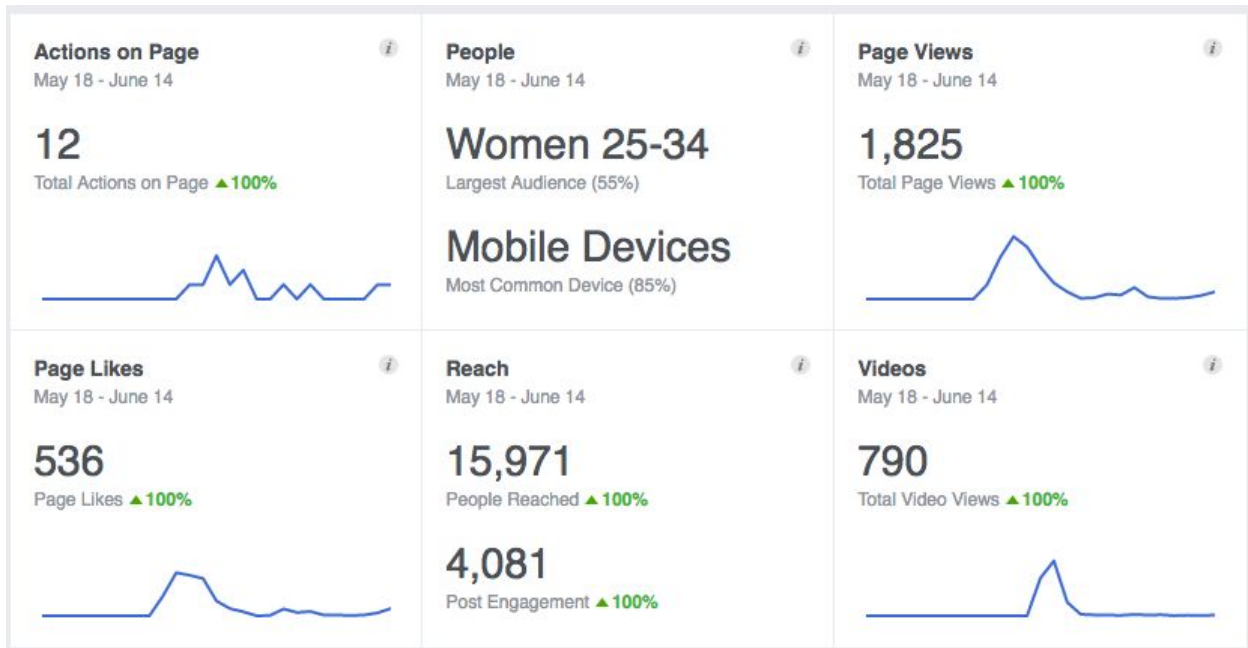 Actions on Page
May 18 - June 14
12
Total Actions on Page ▲100%
People
May 18 - June 14
Women 25-34
Largest Audience (55%)
Mobile Devices
Most Common Device (85%)
Page Views
May 18 - June 14
1,825
Total Page Views ▲100%
Page Likes
May 18 - June 14
536
Page Likes ▲100%
Reach
May 18 - June 14
15,971
People Reached ▲100%
4,081
Post Engagement ▲100%
Videos
May 18 - June 14
790
Total Video Views ▲100%